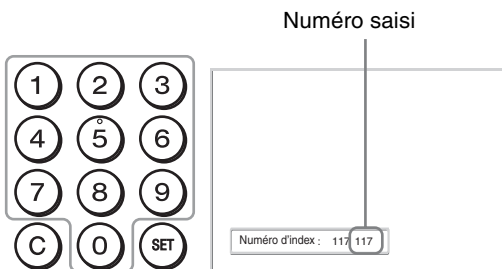 Numéro saisi
1 2 3
4 5 6
7 8 9
C 0 SET
Numéro d'index : 117 117